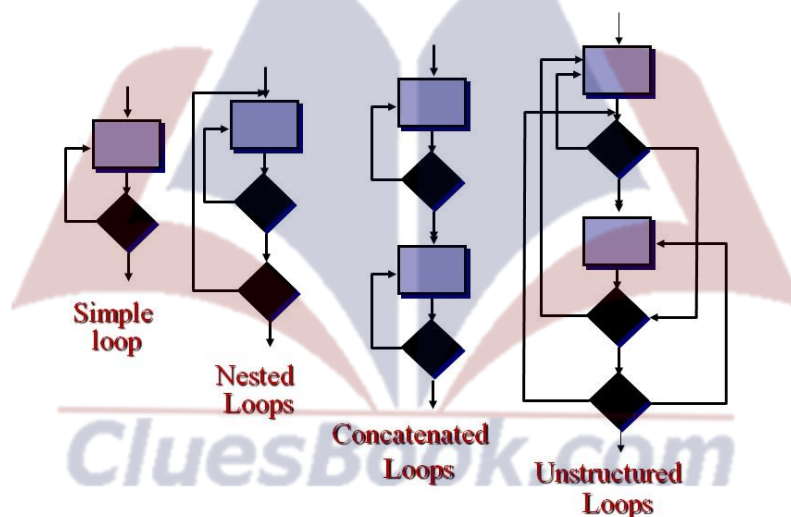 Simple
loop
Nested
Loops
Concatenated
Loops
Unstructured
Loops
CluesBook.com